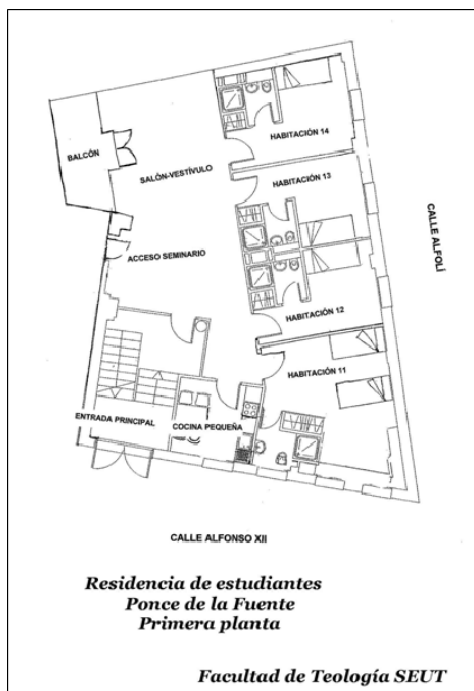 HABITACIÓN 14
BALCÓN
SALÓN-VESTÍVULO
HABITACIÓN 13
CALLE ALFOLÍ
ACCESO SEMINARIO
HABITACIÓN 12
HABITACIÓN 11
ENTRADA PRINCIPAL
COCINA PEQUEÑA
CALLE ALFONSO XII
Residencia de estudiantes
Ponce de la Fuente
Primera planta
Facultad de Teología SEUT